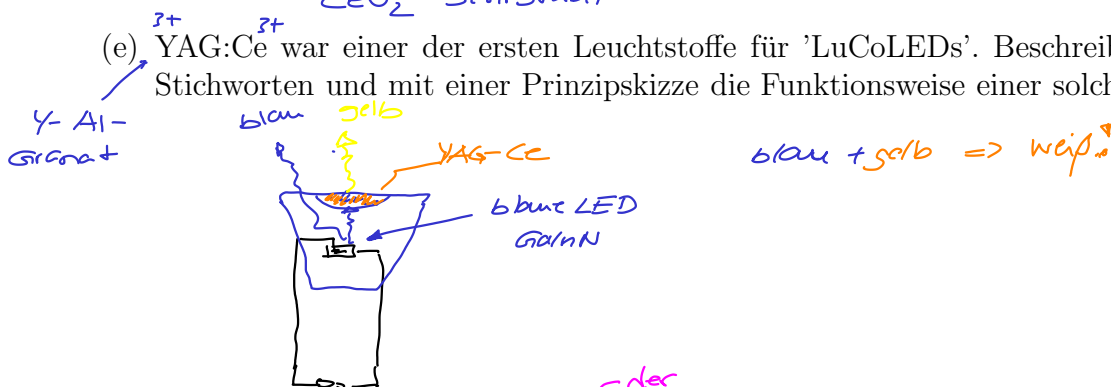 CeO2
3+ 3+
(e) YAG:Ce war einer der ersten Leuchtstoffe für 'LuCoLEDs'. Beschreib
Stichworten und mit einer Prinzipskizze die Funktionsweise einer solch
Y-Al-
Granat
blau gelb
YAG-Ce
blau + gelb => weiß!
blaue LED
GaInN
oder